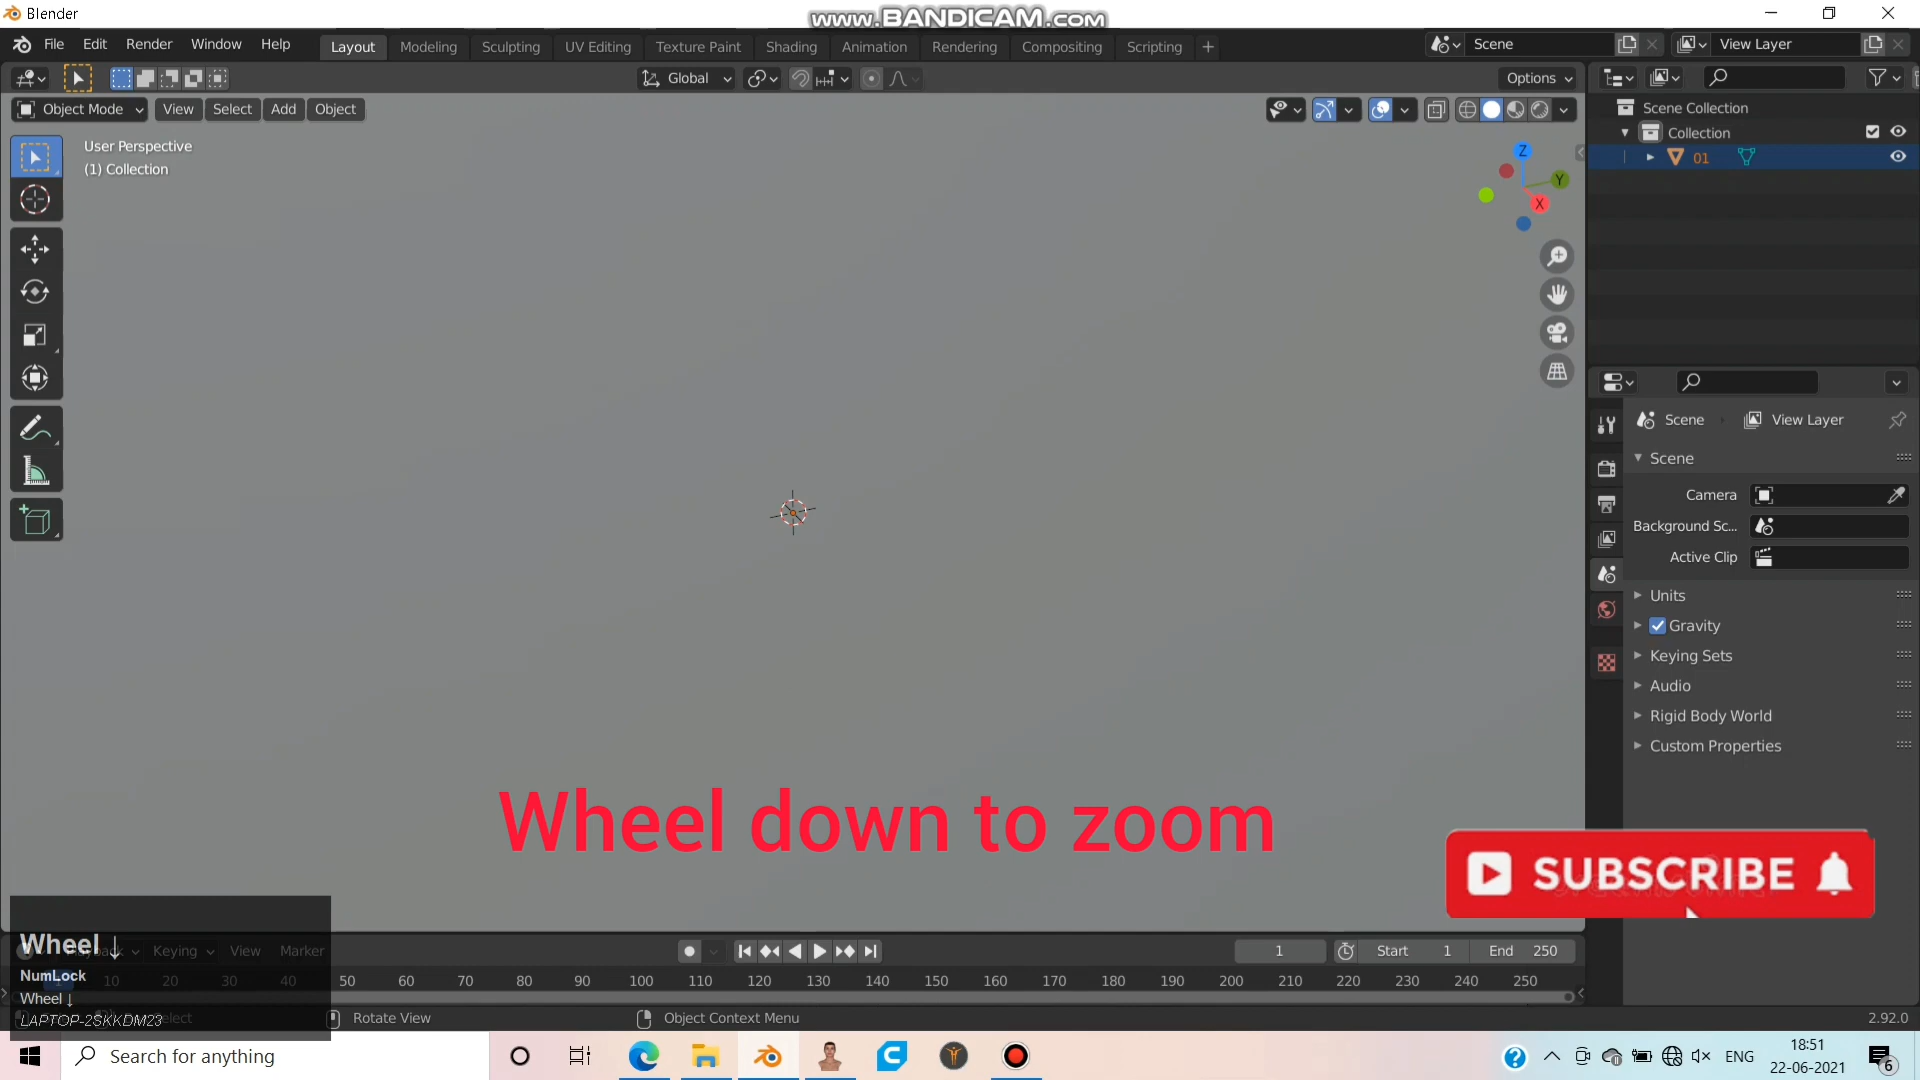 Blender
www.BANDICAM.com
File Edit Render Window Help Layout Modeling Sculpting UV Editing Texture Paint Shading Animation Rendering Compositing Scripting + Scene View Layer
Global Options
Object Mode View Select Add Object
Scene Collection
Collection
01
User Perspective
(1) Collection
Z
Y
X
Scene View Layer
Scene
Camera
Background Sc...
Active Clip
Units
Gravity
Keying Sets
Audio
Rigid Body World
Custom Properties
Wheel down to zoom
SUBSCRIBE
Wheel ↓
Keying View Marker
1 Start 1 End 250
NumLock
1 10 20 30 40 50 60 70 80 90 100 110 120 130 140 150 160 170 180 190 200 210 220 230 240 250
Wheel ↓
LAPTOP-2SKKDM23
Rotate View
Object Context Menu
2.92.0
Search for anything
ENG
18:51
22-06-2021
6